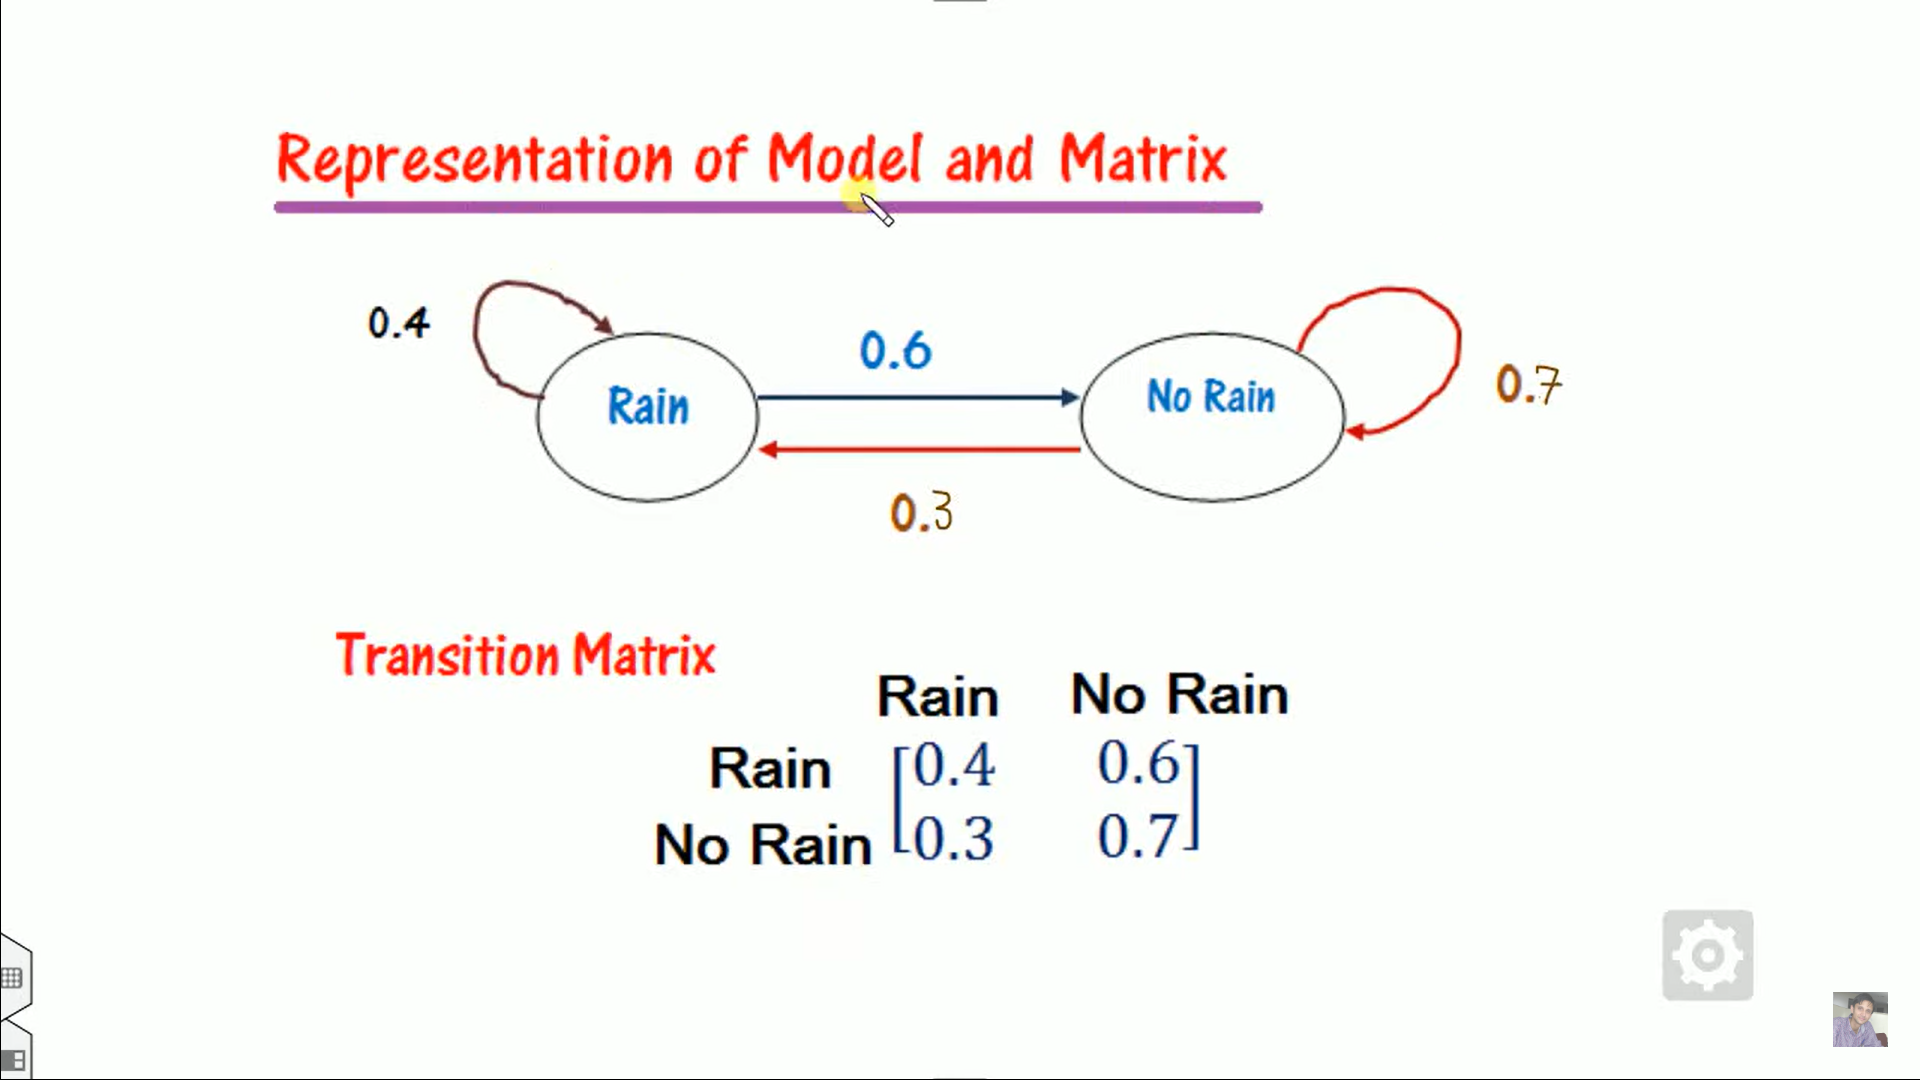 Representation of Model and Matrix
0.4
0.6
Rain
No Rain
0.7
0.3
Transition Matrix
Rain No Rain
Rain [0.4 0.6]
No Rain [0.3 0.7]